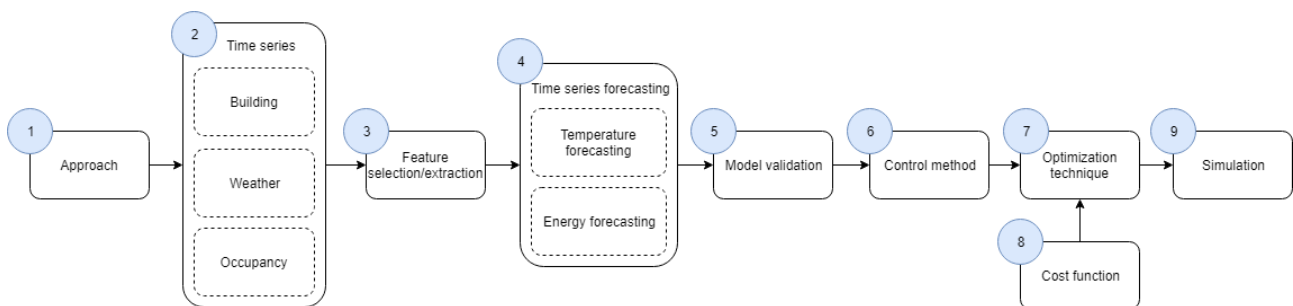 1
Approach
2
Time series
Building
Weather
Occupancy
3
Feature
selection/extraction
4
Time series forecasting
Temperature
forecasting
Energy forecasting
5
Model validation
6
Control method
7
Optimization
technique
8
Cost function
9
Simulation